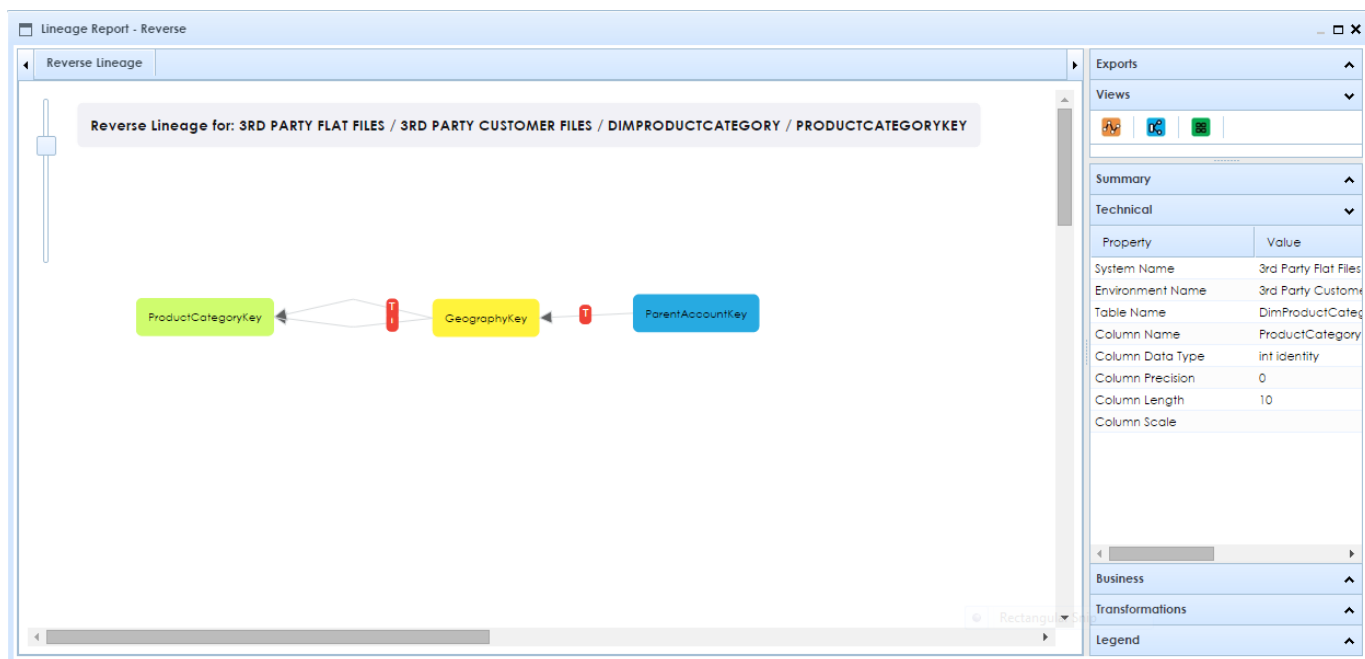 Lineage Report - Reverse
Reverse Lineage
Reverse Lineage for: 3RD PARTY FLAT FILES / 3RD PARTY CUSTOMER FILES / DIMPRODUCTCATEGORY / PRODUCTCATEGORYKEY
ProductCategoryKey
T
I
GeographyKey
T
ParentAccountKey
Rectangular Snip
Exports
Views
Summary
Technical
Property Value
System Name 3rd Party Flat Files
Environment Name 3rd Party Custome
Table Name DimProductCateg
Column Name ProductCategory
Column Data Type int identity
Column Precision 0
Column Length 10
Column Scale
Business
Transformations
Legend